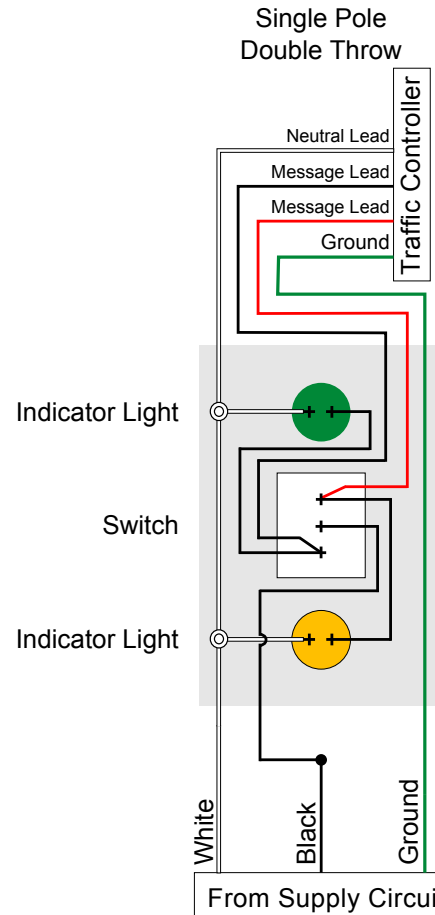 Single Pole
Double Throw
Neutral Lead
Message Lead
Message Lead
Ground
Traffic Controller
Indicator Light
Switch
Indicator Light
White
Black
Ground
From Supply Circui